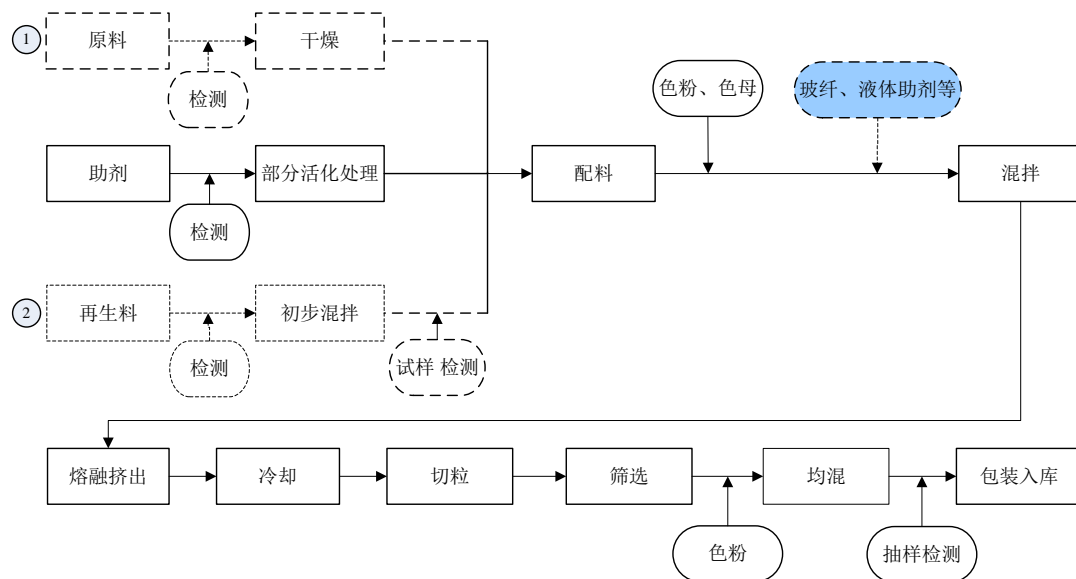 1
原料
干燥
检测
色粉、色母
玻纤、液体助剂等
助剂
部分活化处理
配料
混拌
检测
2
再生料
初步混拌
检测
试样 检测
熔融挤出
冷却
切粒
筛选
均混
包装入库
色粉
抽样检测